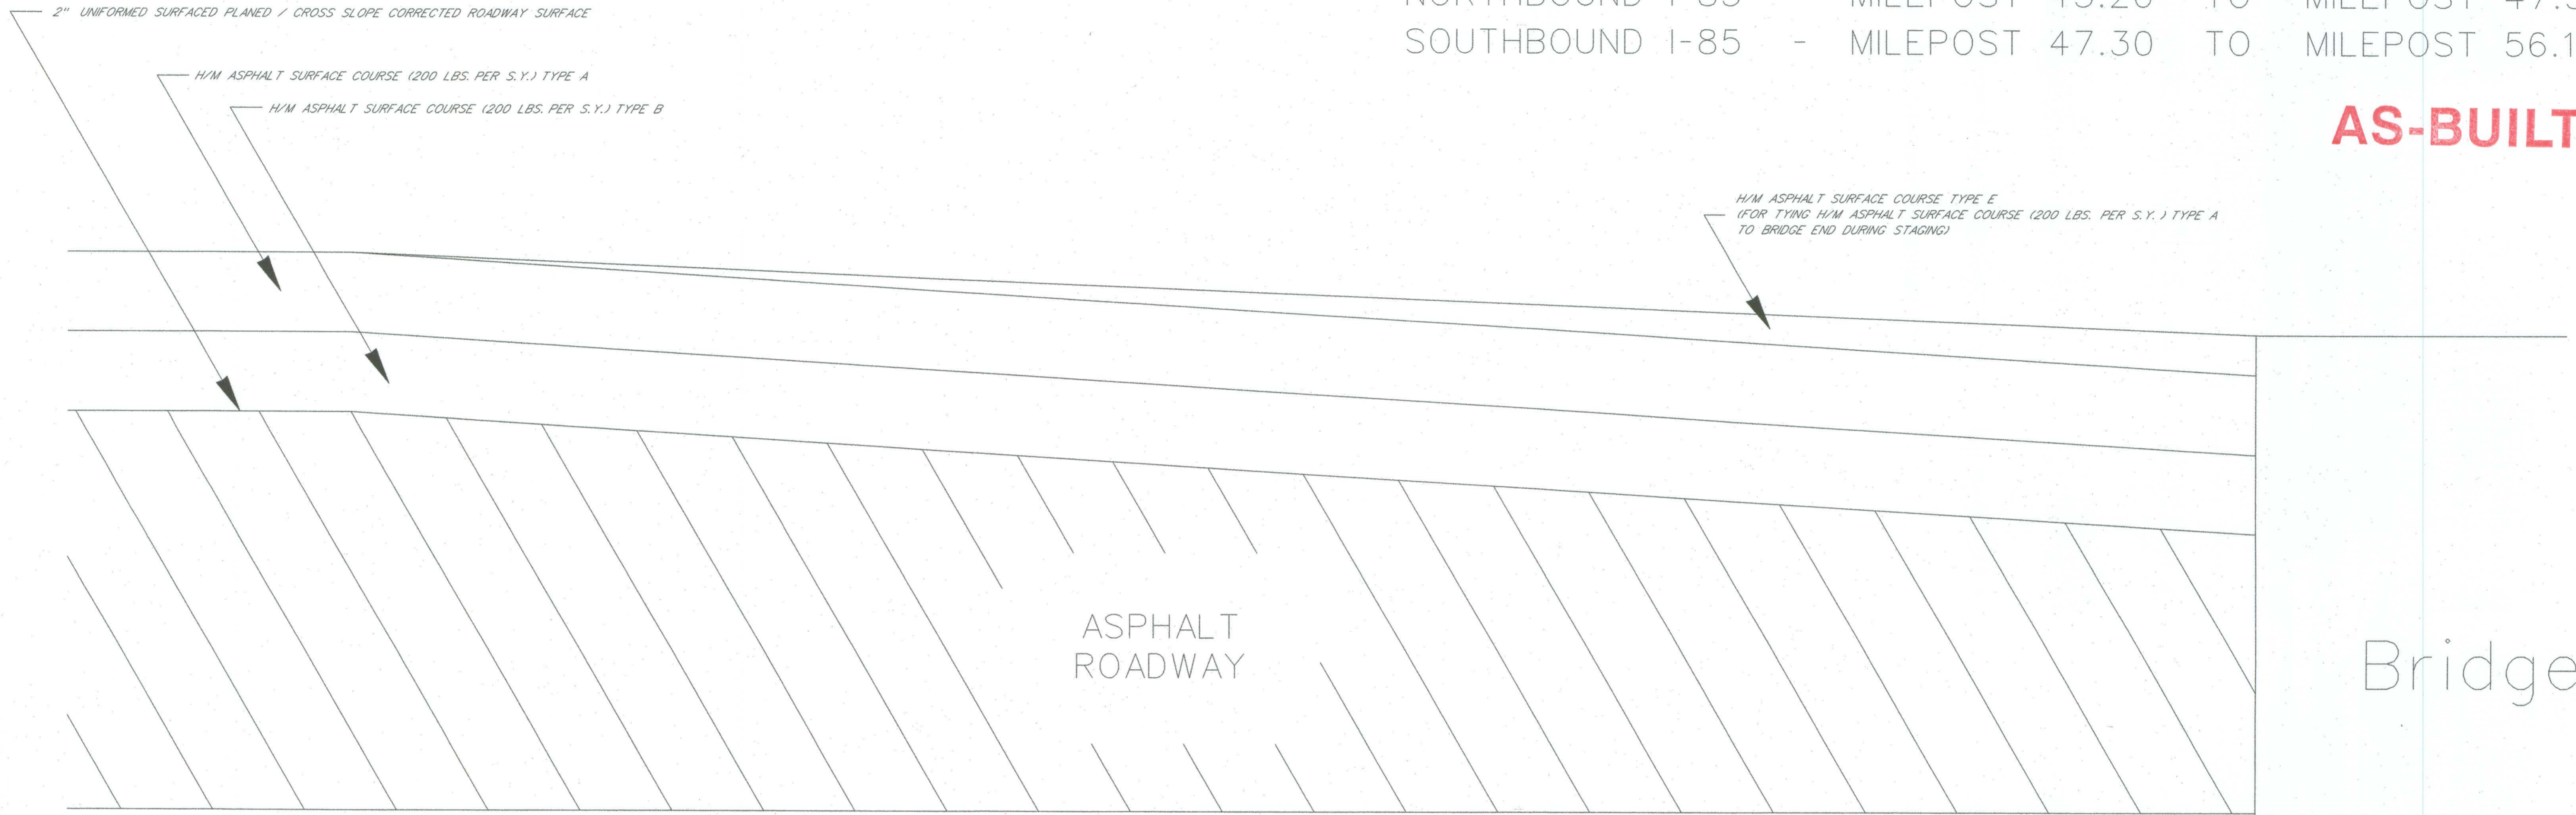 2" UNIFORMED SURFACED PLANED / CROSS SLOPE CORRECTED ROADWAY SURFACE
SOUTHBOUND I-85 - MILEPOST 47.30 TO MILEPOST 56.1
H/M ASPHALT SURFACE COURSE (200 LBS. PER S.Y.) TYPE A
H/M ASPHALT SURFACE COURSE (200 LBS. PER S.Y.) TYPE B
AS-BUILT
H/M ASPHALT SURFACE COURSE TYPE E
(FOR TYING H/M ASPHALT SURFACE COURSE (200 LBS. PER S.Y.) TYPE A
TO BRIDGE END DURING STAGING)
ASPHALT
ROADWAY
Bridge